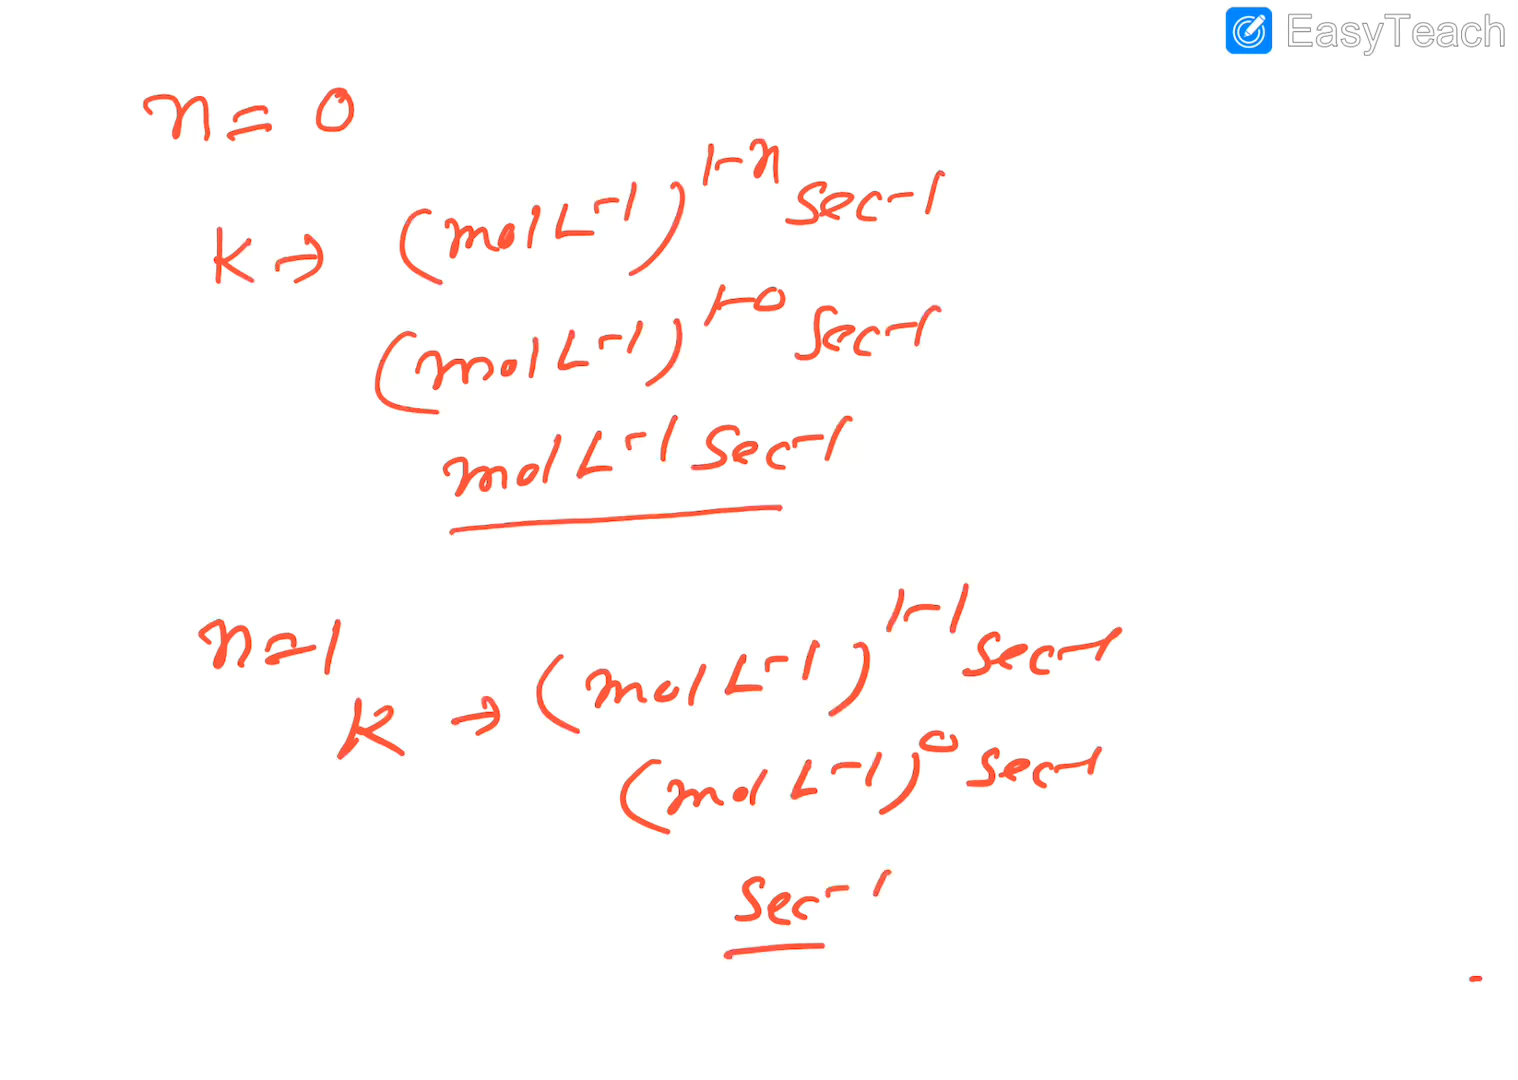 EasyTeach
n = 0
K → (mol L⁻¹)¹⁻ⁿ sec⁻¹
(mol L⁻¹)¹⁻⁰ sec⁻¹
mol L⁻¹ sec⁻¹
n = 1
K → (mol L⁻¹)¹⁻¹ sec⁻¹
(mol L⁻¹)⁰ sec⁻¹
sec⁻¹